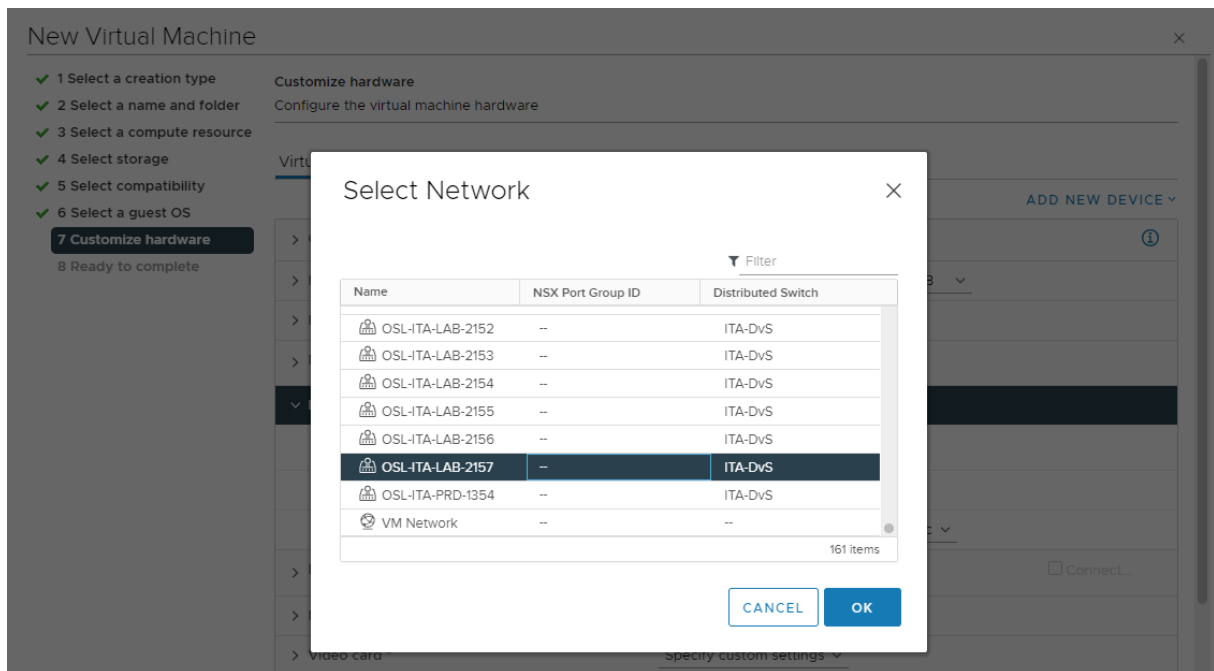 New Virtual Machine
1 Select a creation type
2 Select a name and folder
3 Select a compute resource
4 Select storage
5 Select compatibility
6 Select a guest OS
7 Customize hardware
8 Ready to complete
Customize hardware
Configure the virtual machine hardware
ADD NEW DEVICE
Select Network
Filter
Name NSX Port Group ID Distributed Switch
OSL-ITA-LAB-2152 -- ITA-DvS
OSL-ITA-LAB-2153 -- ITA-DvS
OSL-ITA-LAB-2154 -- ITA-DvS
OSL-ITA-LAB-2155 -- ITA-DvS
OSL-ITA-LAB-2156 -- ITA-DvS
OSL-ITA-LAB-2157 -- ITA-DvS
OSL-ITA-PRD-1354 -- ITA-DvS
VM Network -- --
161 items
CANCEL OK
Connect...
Video card * Specify custom settings